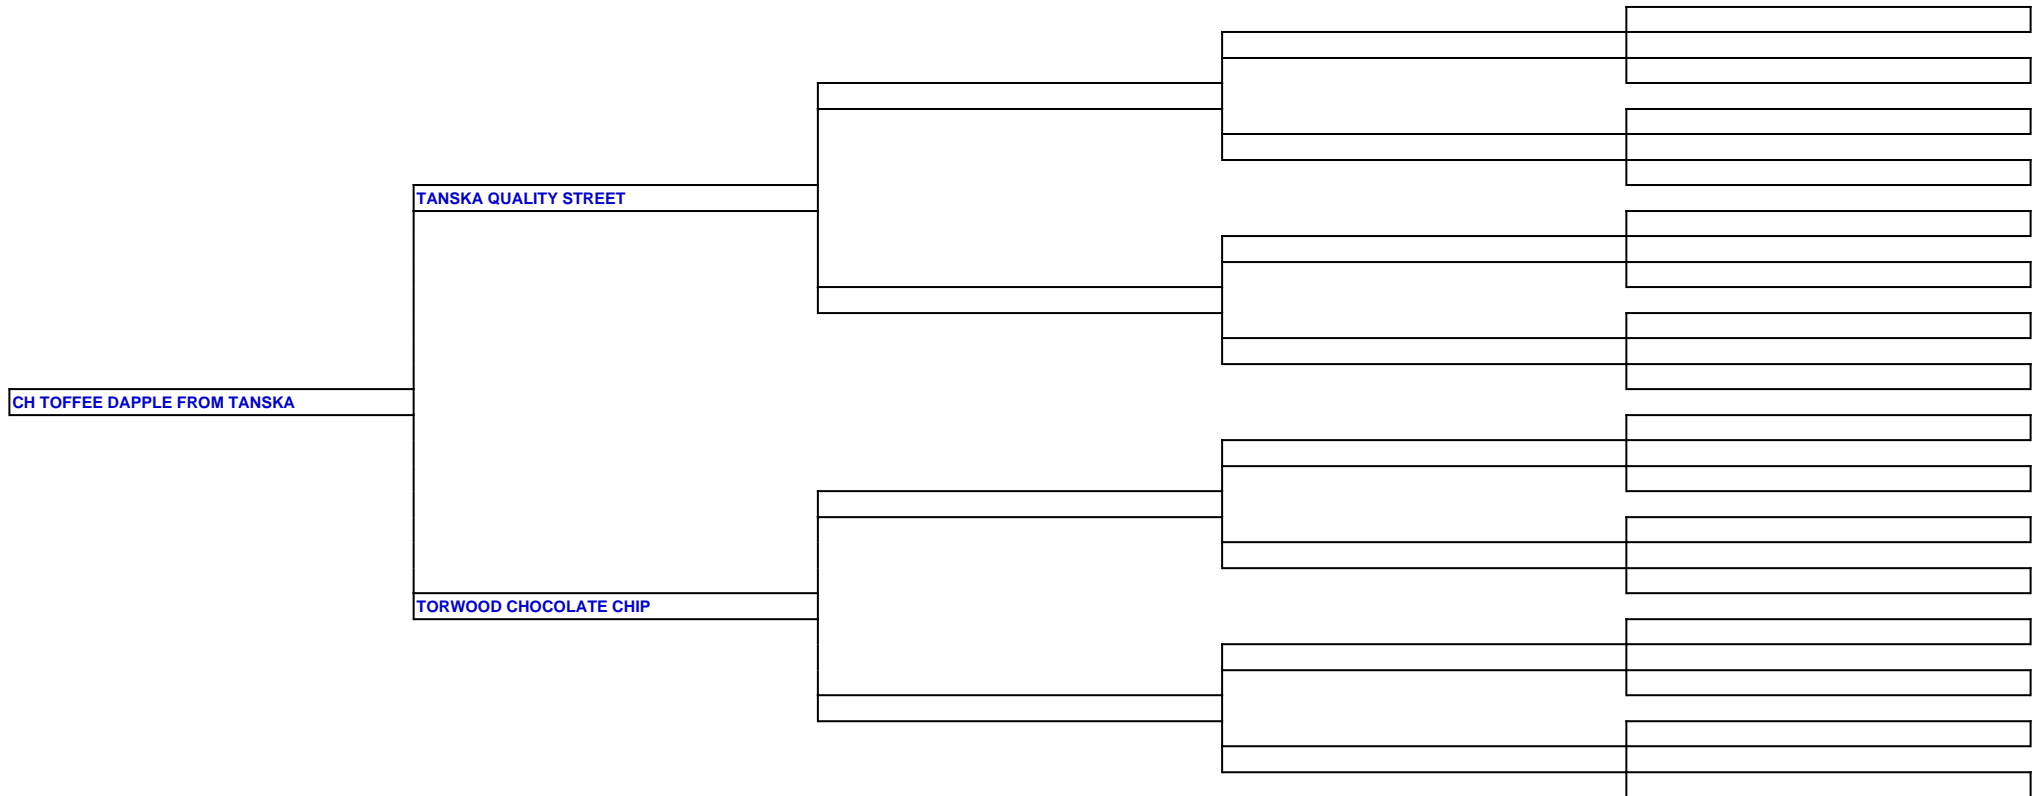 TANSKA QUALITY STREET
CH TOFFEE DAPPLE FROM TANSKA
TORWOOD CHOCOLATE CHIP